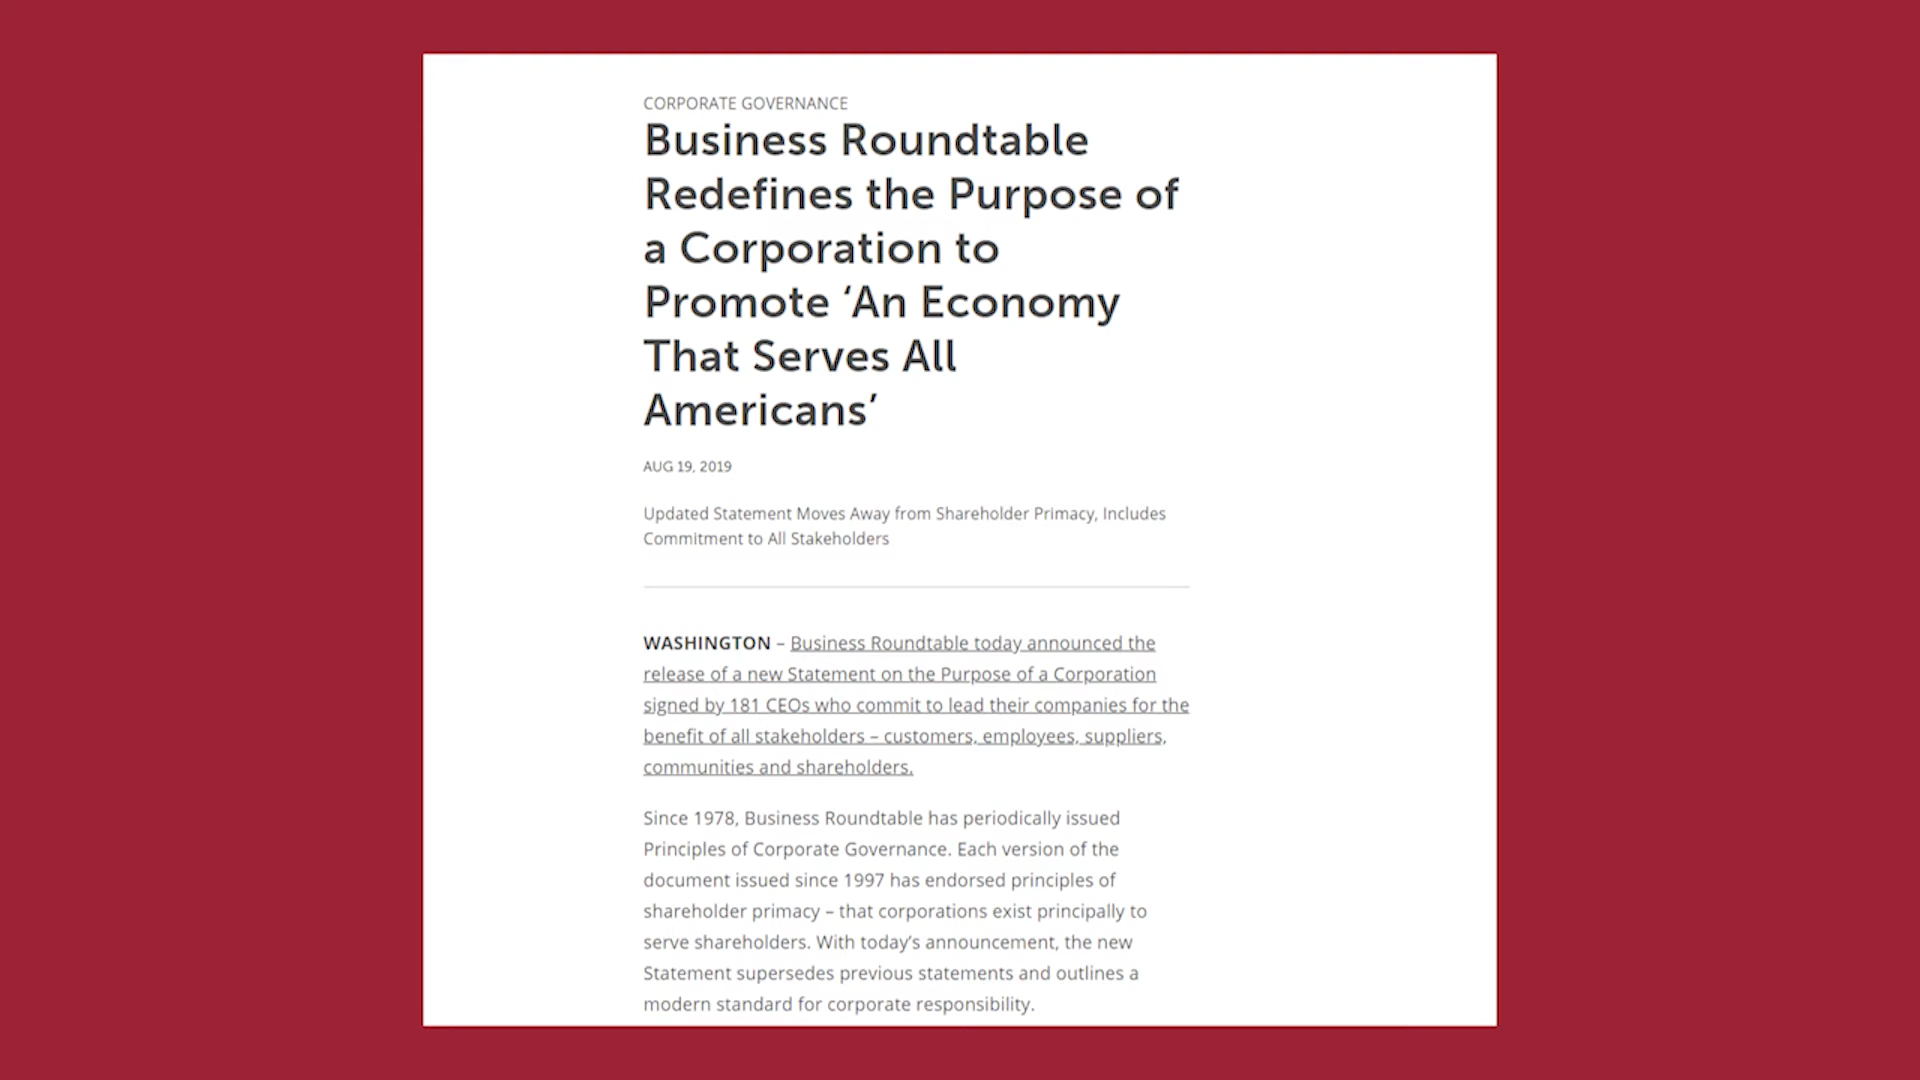 CORPORATE GOVERNANCE
Business Roundtable
Redefines the Purpose of
a Corporation to
Promote ‘An Economy
That Serves All
Americans’
AUG 19, 2019
Updated Statement Moves Away from Shareholder Primacy, Includes
Commitment to All Stakeholders
WASHINGTON – Business Roundtable today announced the
release of a new Statement on the Purpose of a Corporation
signed by 181 CEOs who commit to lead their companies for the
benefit of all stakeholders – customers, employees, suppliers,
communities and shareholders.
Since 1978, Business Roundtable has periodically issued
Principles of Corporate Governance. Each version of the
document issued since 1997 has endorsed principles of
shareholder primacy – that corporations exist principally to
serve shareholders. With today’s announcement, the new
Statement supersedes previous statements and outlines a
modern standard for corporate responsibility.